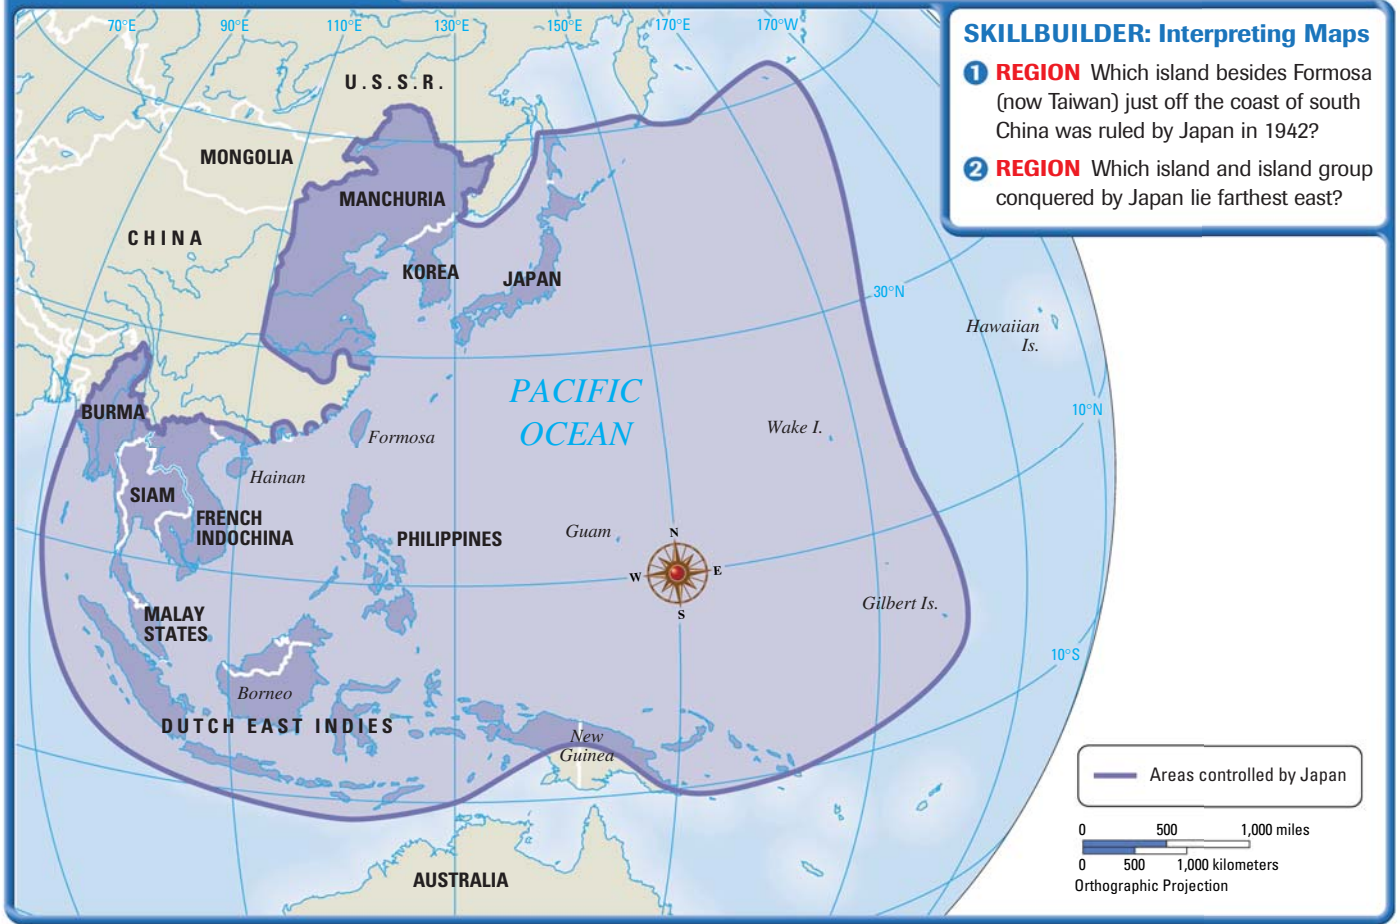 70°E
90°E
110°E
130°E
150°E
170°E
170°W
SKILLBUILDER: Interpreting Maps
1 REGION Which island besides Formosa
(now Taiwan) just off the coast of south
China was ruled by Japan in 1942?
2 REGION Which island and island group
conquered by Japan lie farthest east?
U.S.S.R.
MONGOLIA
MANCHURIA
CHINA
KOREA
JAPAN
30°N
Hawaiian
Is.
PACIFIC
OCEAN
BURMA
10°N
Formosa
Wake I.
Hainan
SIAM
FRENCH
INDOCHINA
PHILIPPINES
Guam
N
W
E
S
Gilbert Is.
MALAY
STATES
10°S
Borneo
DUTCH EAST INDIES
New
Guinea
Areas controlled by Japan
0 500 1,000 miles
0 500 1,000 kilometers
Orthographic Projection
AUSTRALIA